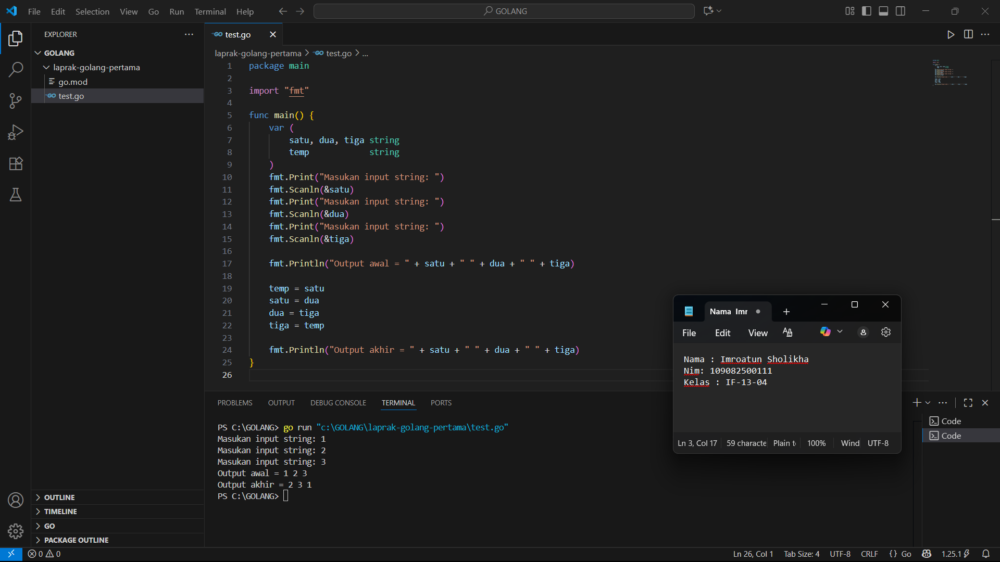 File Edit Selection View Go Run Terminal Help
GOLANG
EXPLORER
GOLANG
laprak-golang-pertama
go.mod
test.go
OUTLINE
TIMELINE
GO
PACKAGE OUTLINE
test.go
laprak-golang-pertama > test.go > ...
1 package main
2
3 import "fmt"
4
5 func main() {
6 var (
7 satu, dua, tiga string
8 temp string
9 )
10 fmt.Print("Masukan input string: ")
11 fmt.Scanln(&satu)
12 fmt.Print("Masukan input string: ")
13 fmt.Scanln(&dua)
14 fmt.Print("Masukan input string: ")
15 fmt.Scanln(&tiga)
16
17 fmt.Println("Output awal = " + satu + " " + dua + " " + tiga)
18
19 temp = satu
20 satu = dua
21 dua = tiga
22 tiga = temp
23
24 fmt.Println("Output akhir = " + satu + " " + dua + " " + tiga)
25 }
26
PROBLEMS OUTPUT DEBUG CONSOLE TERMINAL PORTS
PS C:\GOLANG> go run "c:\GOLANG\laprak-golang-pertama\test.go"
Masukan input string: 1
Masukan input string: 2
Masukan input string: 3
Output awal = 1 2 3
Output akhir = 2 3 1
PS C:\GOLANG>
Code
Code
Nama Imr
File Edit View
Nama : Imroatun Sholikha
Nim: 109082500111
Kelas : IF-13-04
Ln 3, Col 17 59 characte Plain t 100% Wind UTF-8
0 0 Ln 26, Col 1 Tab Size: 4 UTF-8 CRLF {} Go 1.25.1